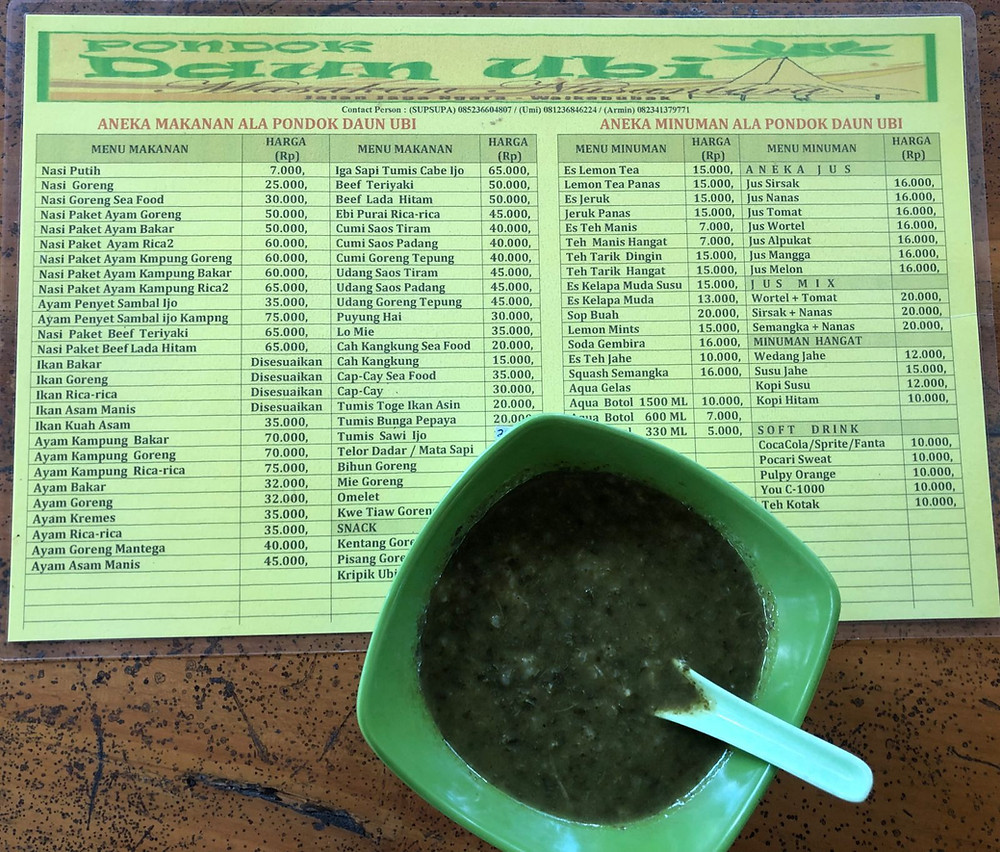 PONDOK
Daun Ubi
Masakan Nusantara
Jalan Jaga Ngara - Waikabubak
Contact Person : (SUPSUPA) 085236604807 / (Umi) 081236846224 / (Armin) 082341379771
ANEKA MAKANAN ALA PONDOK DAUN UBI
MENU MAKANAN HARGA (Rp)
Nasi Putih 7.000,
Nasi Goreng 25.000,
Nasi Goreng Sea Food 30.000,
Nasi Paket Ayam Goreng 50.000,
Nasi Paket Ayam Bakar 50.000,
Nasi Paket Ayam Rica2 60.000,
Nasi Paket Ayam Kmpung Goreng 60.000,
Nasi Paket Ayam Kampung Bakar 60.000,
Nasi Paket Ayam Kampung Rica2 65.000,
Ayam Penyet Sambal Ijo 35.000,
Ayam Penyet Sambal ijo Kampng 75.000,
Nasi Paket Beef Teriyaki 65.000,
Nasi Paket Beef Lada Hitam 65.000,
Ikan Bakar Disesuaikan
Ikan Goreng Disesuaikan
Ikan Rica-rica Disesuaikan
Ikan Asam Manis Disesuaikan
Ikan Kuah Asam 35.000,
Ayam Kampung Bakar 70.000,
Ayam Kampung Goreng 70.000,
Ayam Kampung Rica-rica 75.000,
Ayam Bakar 32.000,
Ayam Goreng 32.000,
Ayam Kremes 35.000,
Ayam Rica-rica 35.000,
Ayam Goreng Mantega 40.000,
Ayam Asam Manis 45.000,
MENU MAKANAN HARGA (Rp)
Iga Sapi Tumis Cabe Ijo 65.000,
Beef Teriyaki 50.000,
Beef Lada Hitam 50.000,
Ebi Purai Rica-rica 45.000,
Cumi Saos Tiram 40.000,
Cumi Saos Padang 40.000,
Cumi Goreng Tepung 40.000,
Udang Saos Tiram 45.000,
Udang Saos Padang 45.000,
Udang Goreng Tepung 45.000,
Puyung Hai 30.000,
Lo Mie 35.000,
Cah Kangkung Sea Food 20.000,
Cah Kangkung 15.000,
Cap-Cay Sea Food 35.000,
Cap-Cay 30.000,
Tumis Toge Ikan Asin 20.000,
Tumis Bunga Pepaya 20.000
Tumis Sawi Ijo
Telor Dadar / Mata Sapi
Bihun Goreng
Mie Goreng
Omelet
Kwe Tiaw Goreng
SNACK
Kentang Gore
Pisang Gore
Kripik Ubi
ANEKA MINUMAN ALA PONDOK DAUN UBI
MENU MINUMAN HARGA (Rp)
Es Lemon Tea 15.000,
Lemon Tea Panas 15.000,
Es Jeruk 15.000,
Jeruk Panas 15.000,
Es Teh Manis 7.000,
Teh Manis Hangat 7.000,
Teh Tarik Dingin 15.000,
Teh Tarik Hangat 15.000,
Es Kelapa Muda Susu 15.000,
Es Kelapa Muda 13.000,
Sop Buah 20.000,
Lemon Mints 15.000,
Soda Gembira 16.000,
Es Teh Jahe 10.000,
Squash Semangka 16.000,
Aqua Gelas
Aqua Botol 1500 ML 10.000,
Aqua Botol 600 ML 7.000,
330 ML 5.000,
MENU MINUMAN HARGA (Rp)
ANEKA JUS
Jus Sirsak 16.000,
Jus Nanas 16.000,
Jus Tomat 16.000,
Jus Wortel 16.000,
Jus Alpukat 16.000,
Jus Mangga 16.000,
Jus Melon 16.000,
JUS MIX
Wortel + Tomat 20.000,
Sirsak + Nanas 20.000,
Semangka + Nanas 20.000,
MINUMAN HANGAT
Wedang Jahe 12.000,
Susu Jahe 15.000,
Kopi Susu 12.000,
Kopi Hitam 10.000,
SOFT DRINK
CocaCola/Sprite/Fanta 10.000,
Pocari Sweat 10.000,
Pulpy Orange 10.000,
You C-1000 10.000,
Teh Kotak 10.000,